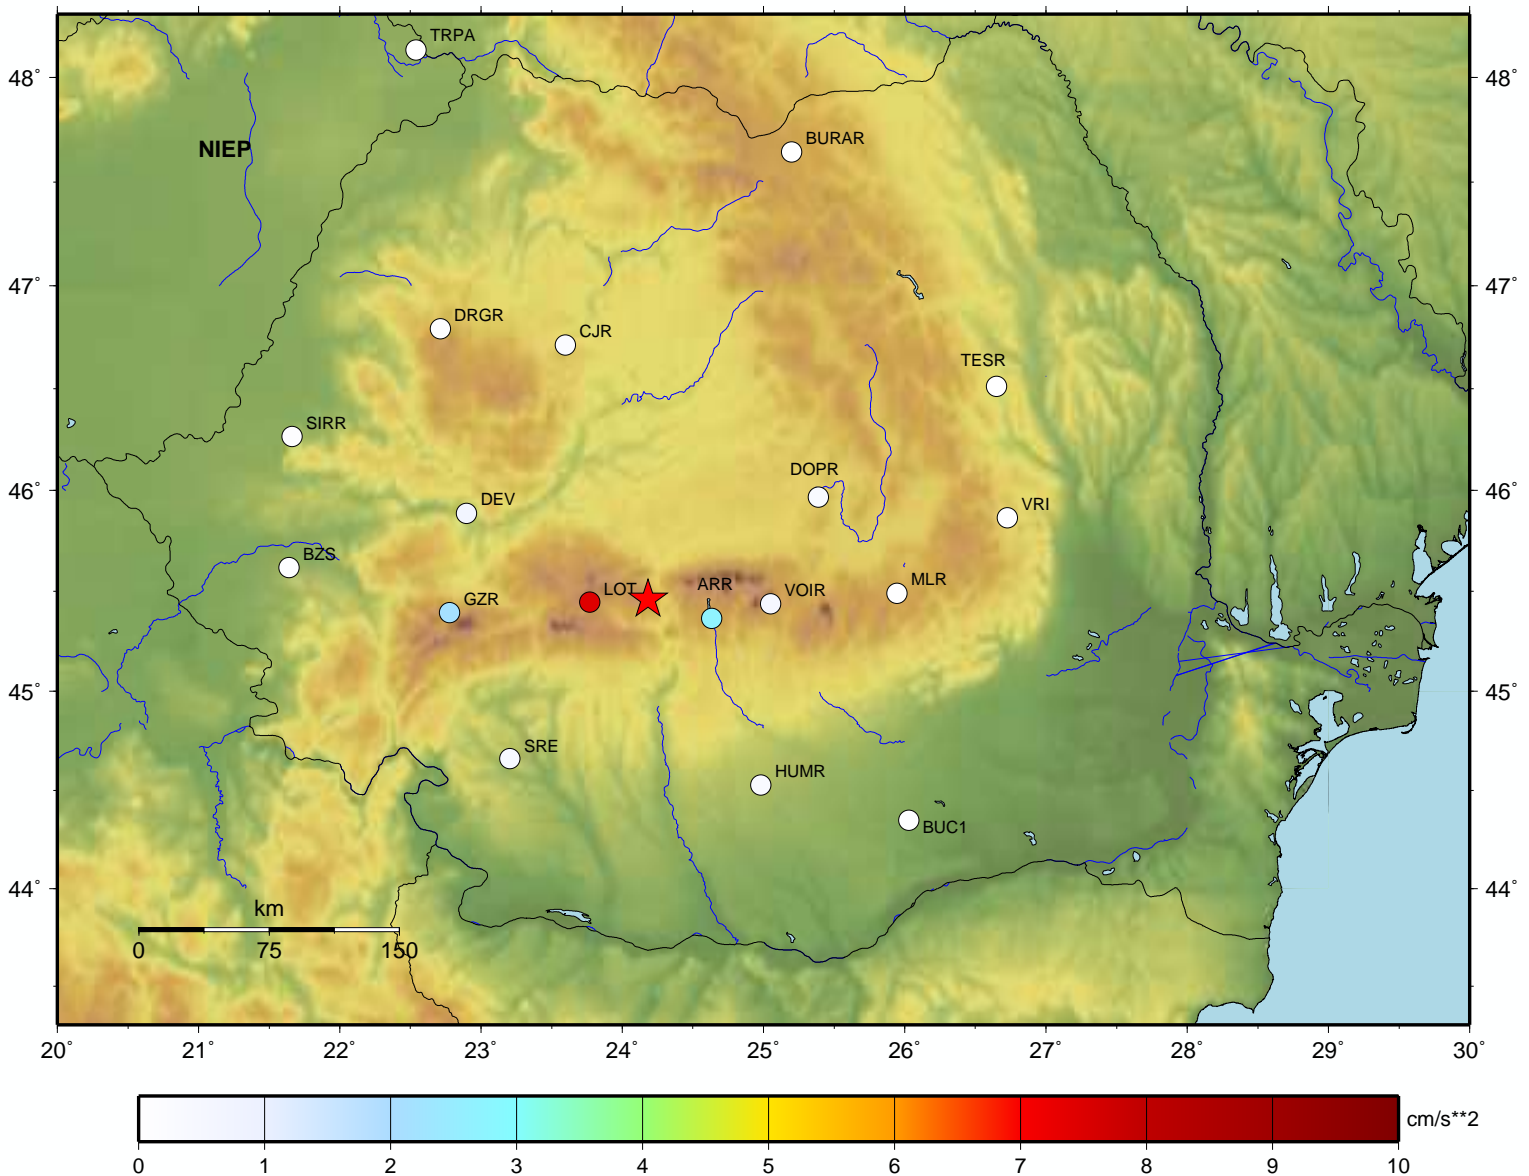 TRPA
48° 48°
BURAR
NIEP
47° 47°
DRGR
CJR
TESR
SIRR
DOPR
46° 46°
DEV
VRI
BZS
MLR
LOT ARR VOIR
GZR
45° 45°
SRE
HUMR
BUC1
44° 44°
km
0 75 150
20° 21° 22° 23° 24° 25° 26° 27° 28° 29° 30°
cm/s**2
0 1 2 3 4 5 6 7 8 9 10